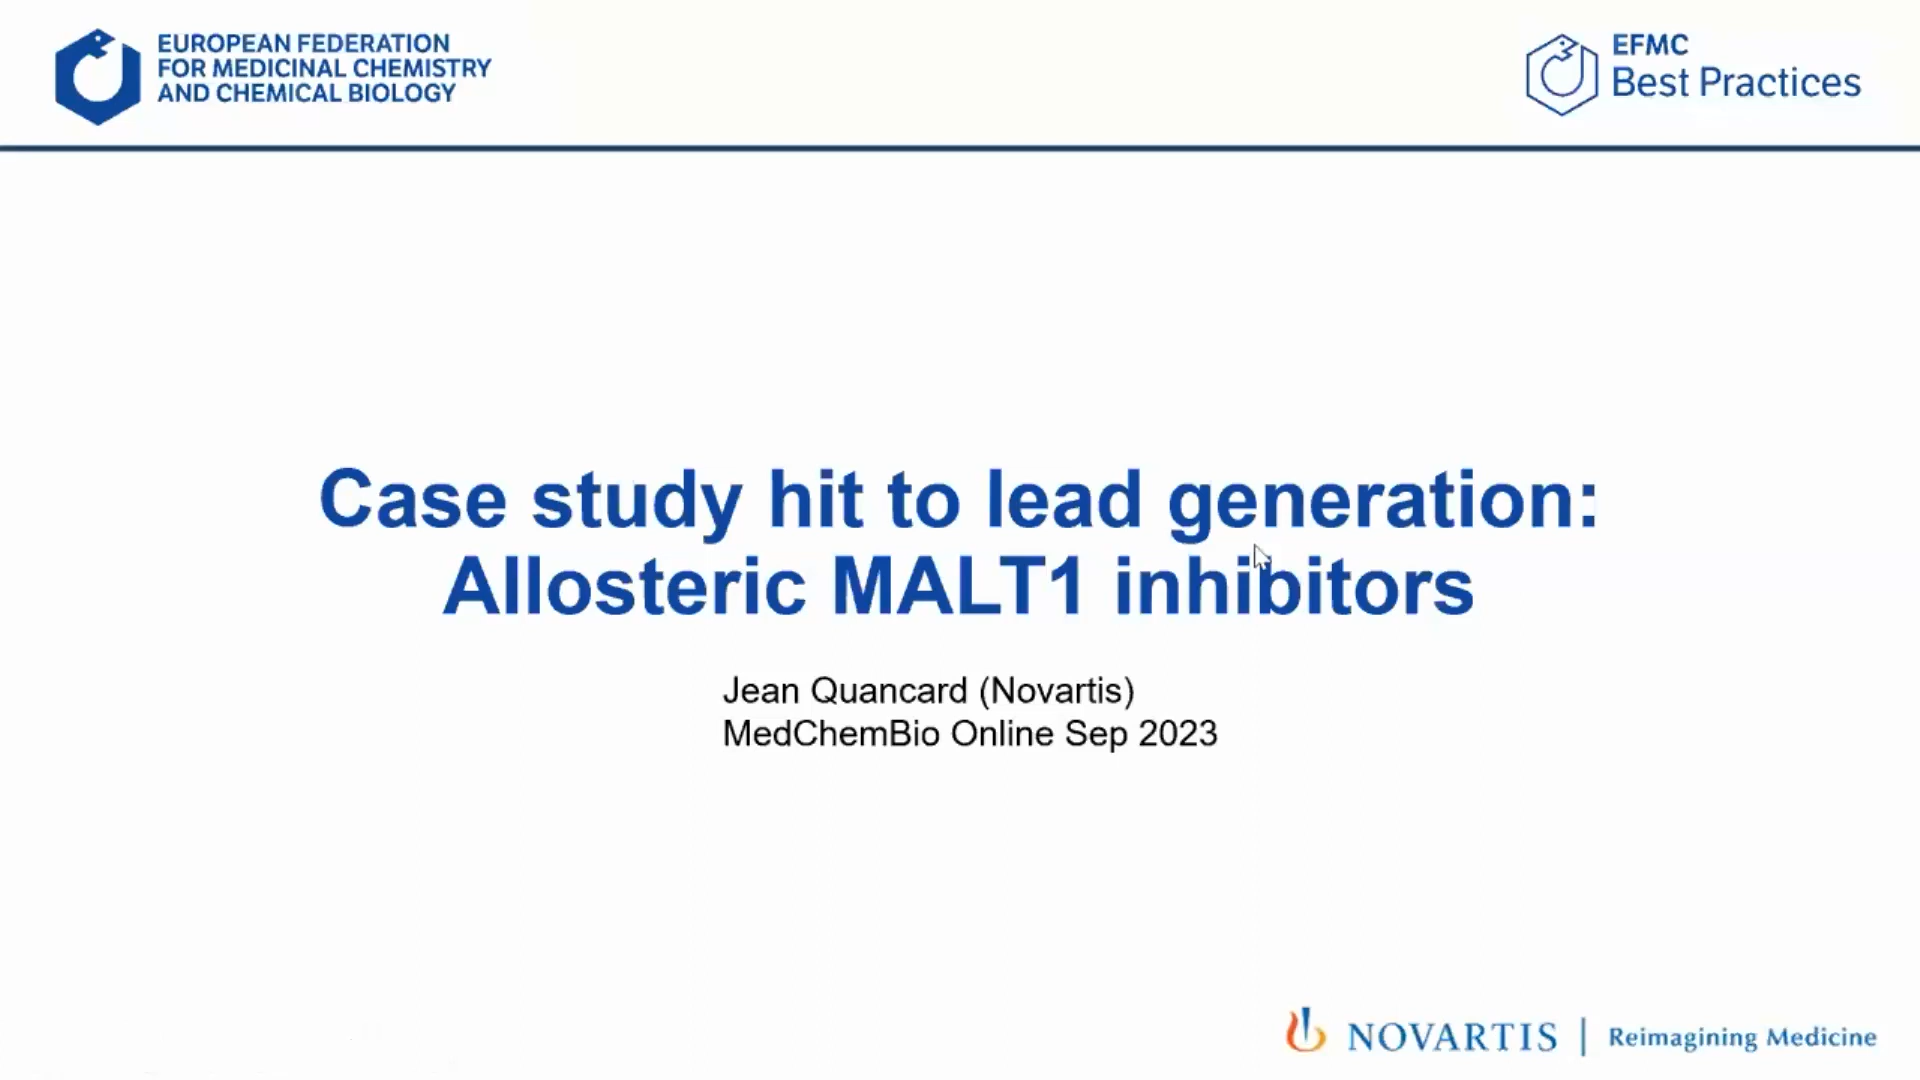 EUROPEAN FEDERATION
FOR MEDICINAL CHEMISTRY
AND CHEMICAL BIOLOGY
EFMC
Best Practices
Case study hit to lead generation:
Allosteric MALT1 inhibitors
Jean Quancard (Novartis)
MedChemBio Online Sep 2023
NOVARTIS | Reimagining Medicine